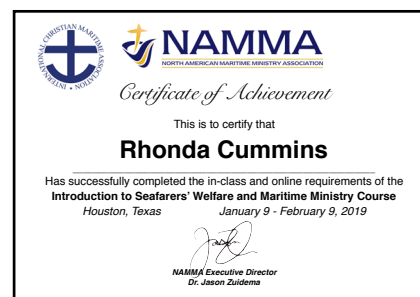 INTERNATIONAL CHRISTIAN MARITIME ASSOCIATION
NAMMA
NORTH AMERICAN MARITIME MINISTRY ASSOCIATION
Certificate of Achievement
This is to certify that
Rhonda Cummins
Has successfully completed the in-class and online requirements of the
Introduction to Seafarers' Welfare and Maritime Ministry Course
Houston, Texas January 9 - February 9, 2019
NAMMA Executive Director
Dr. Jason Zuidema